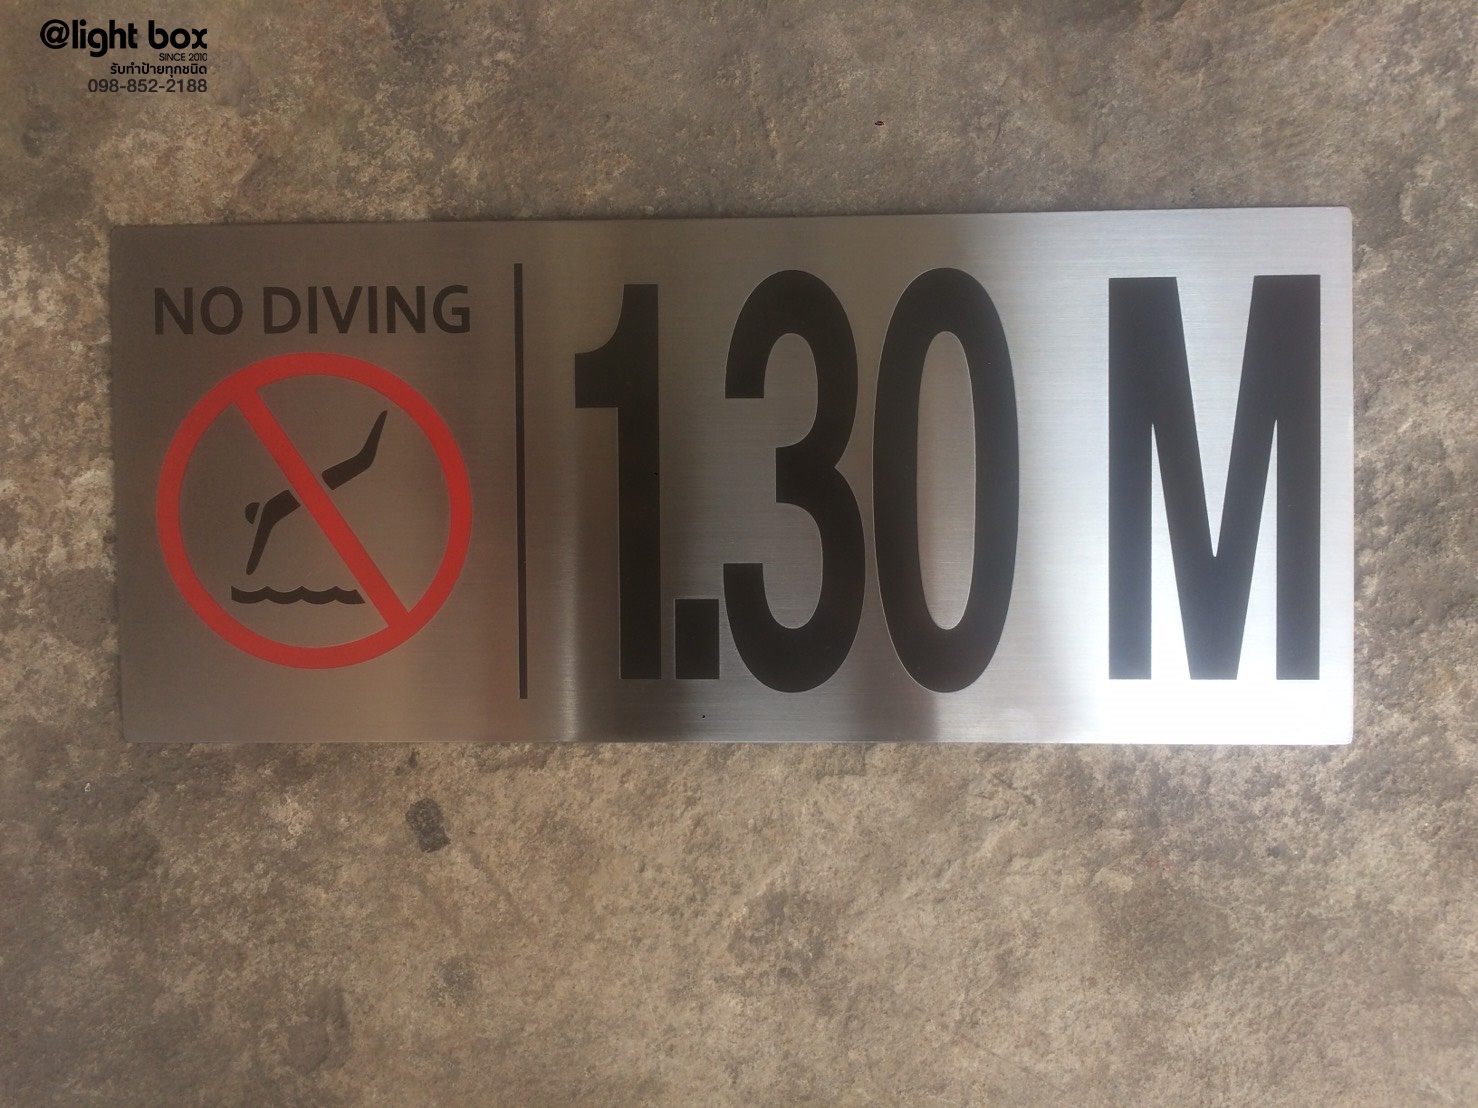 @light box
SINCE 2010
รับทำป้ายทุกชนิด
098-852-2188
NO DIVING
1.30 M